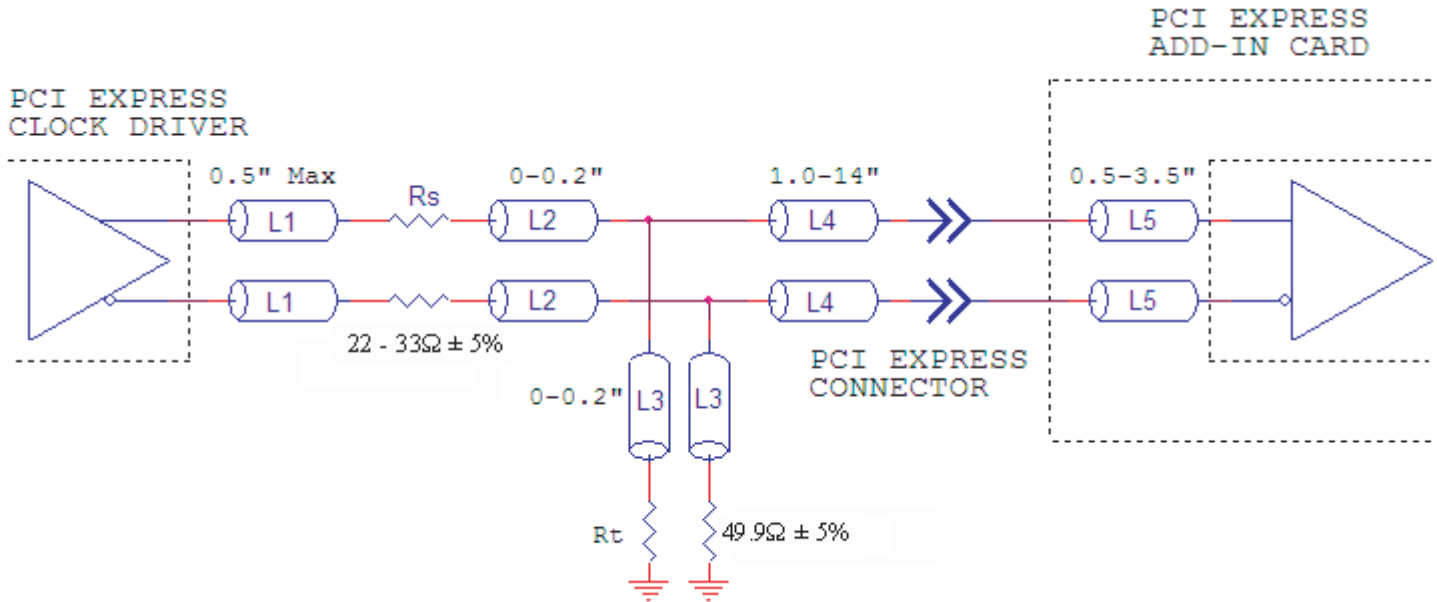 PCI EXPRESS
ADD-IN CARD
PCI EXPRESS
CLOCK DRIVER
0.5" Max
0-0.2"
1.0-14"
0.5-3.5"
Rs
L1
L2
L4
L5
L1
L2
L4
L5
22 - 33Ω ± 5%
PCI EXPRESS
CONNECTOR
0-0.2"
L3
L3
Rt
49.9Ω ± 5%